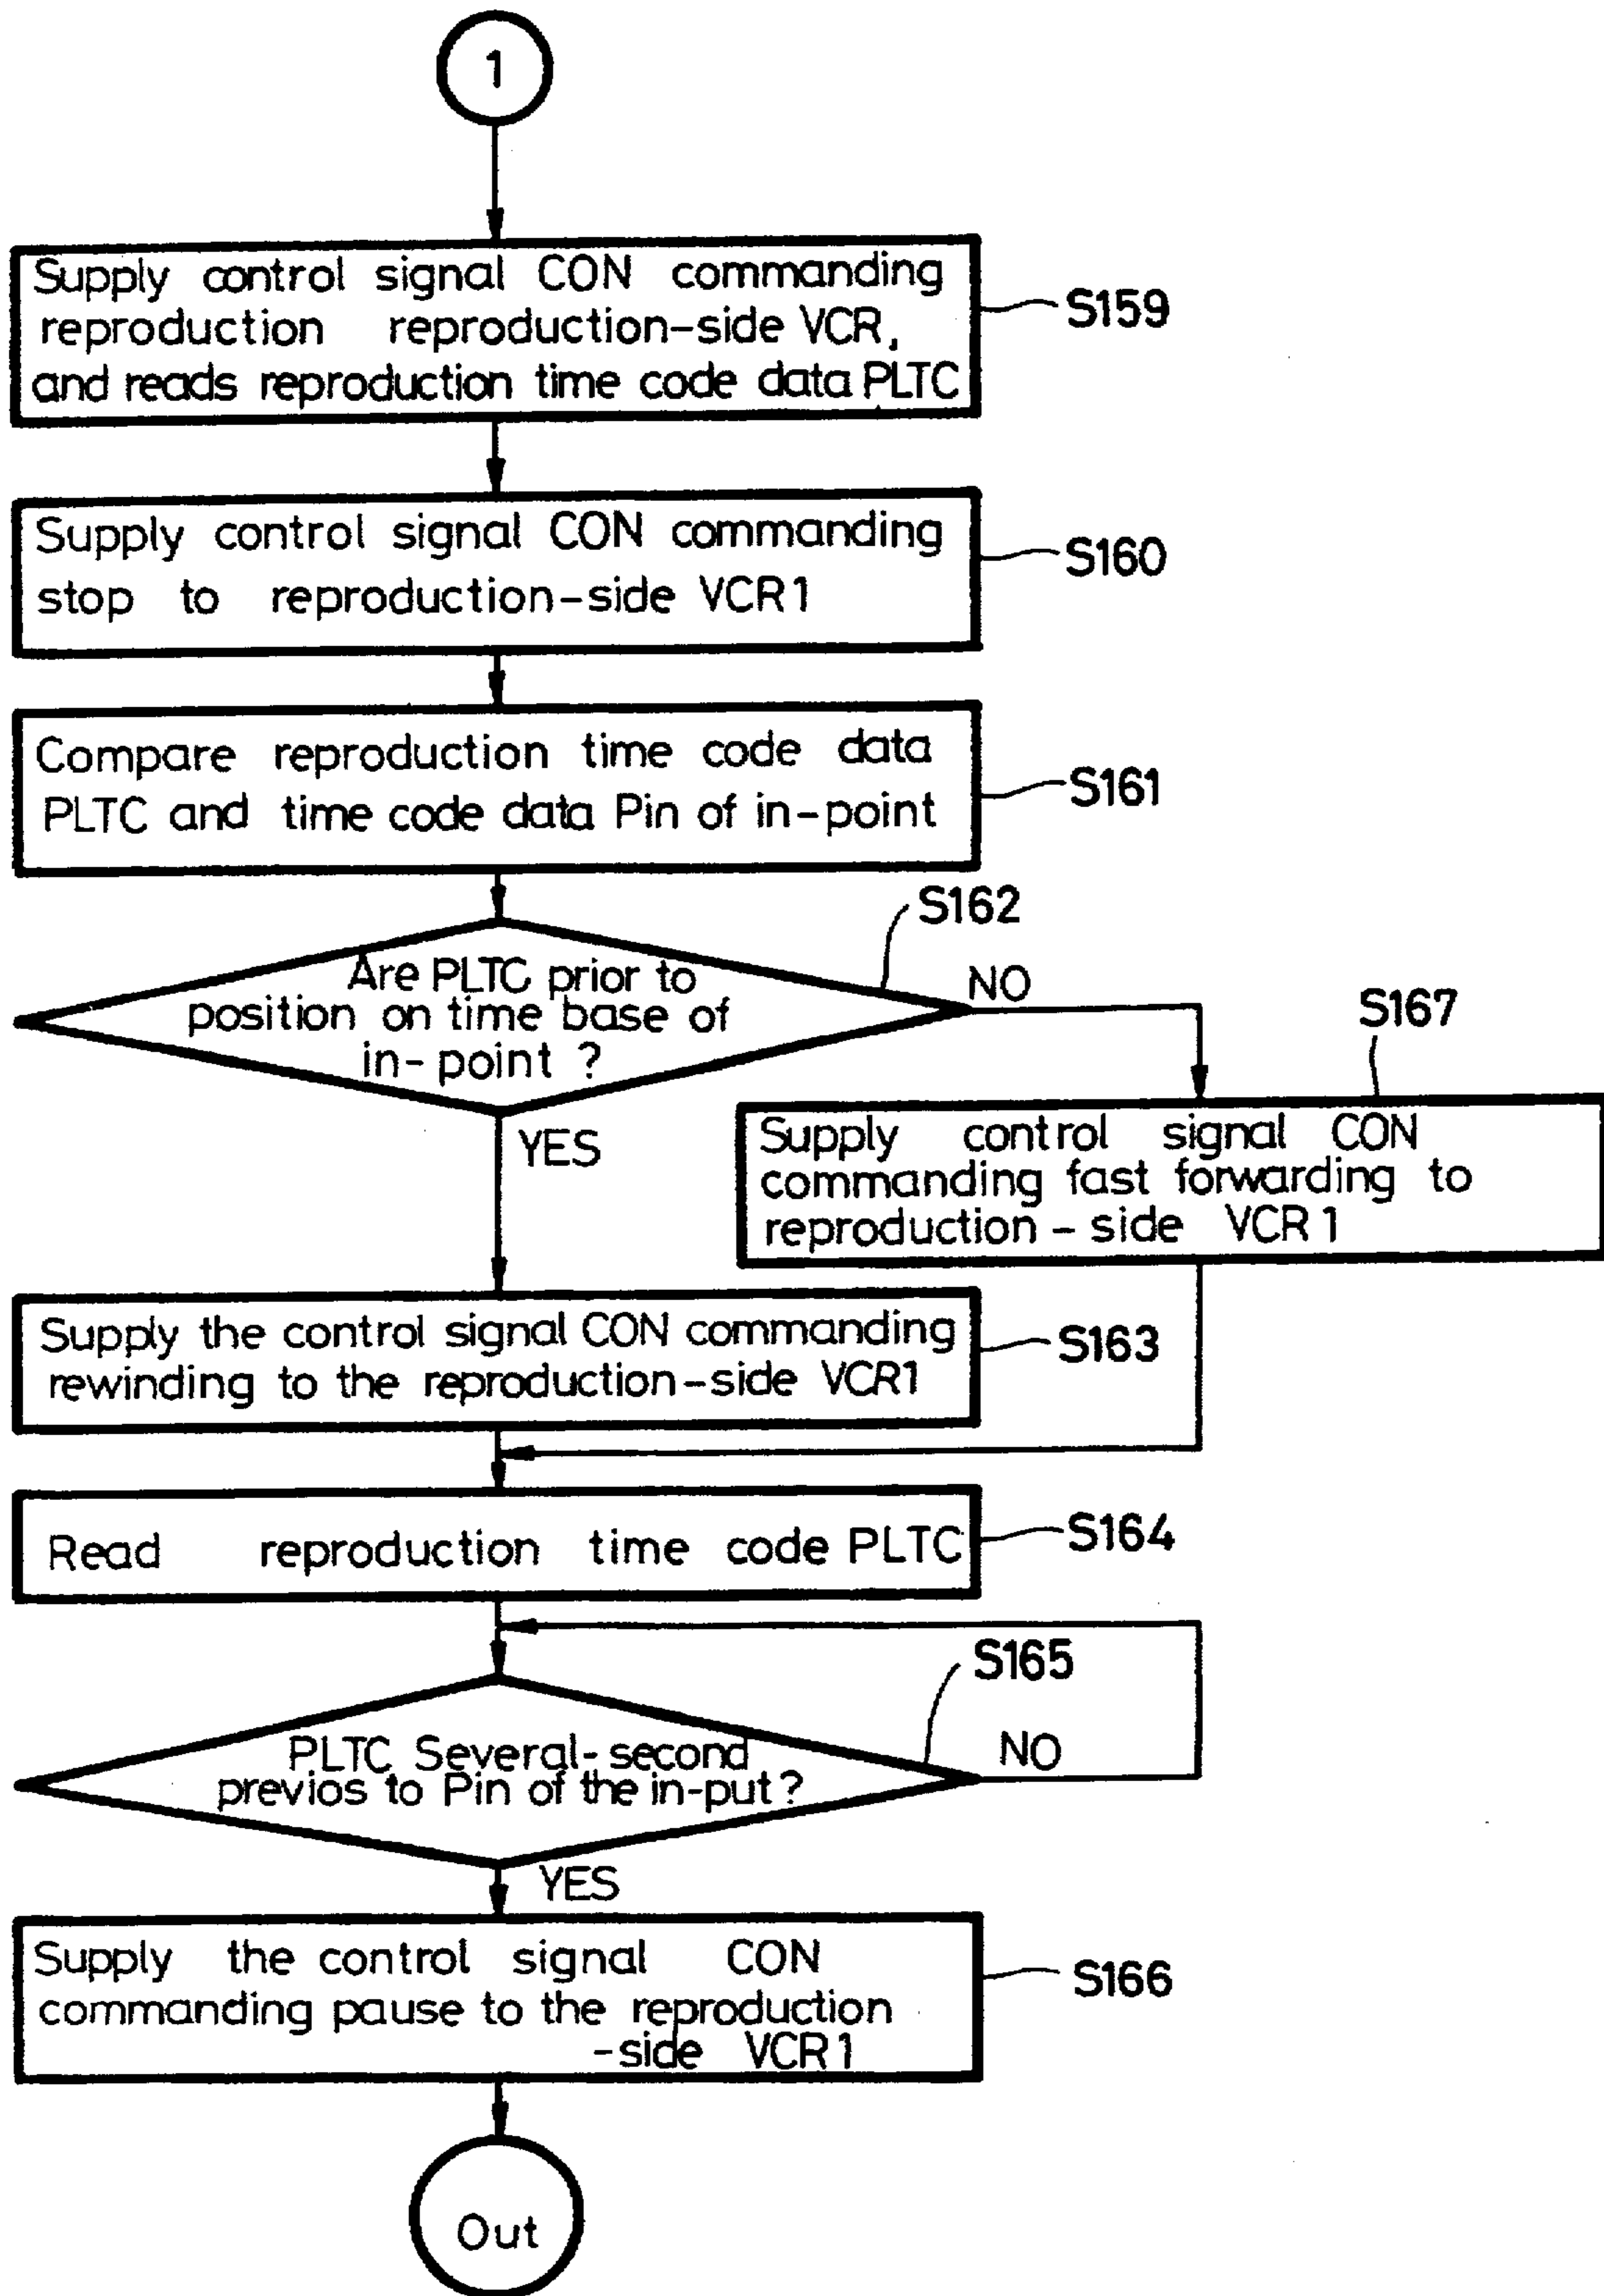 1
Supply control signal CON commanding
reproduction reproduction-side VCR,
and reads reproduction time code data PLTC
S159
Supply control signal CON commanding
stop to reproduction-side VCR1
S160
Compare reproduction time code data
PLTC and time code data Pin of in-point
S161
S162
Are PLTC prior to
position on time base of
in-point ?
NO
YES
S167
Supply control signal CON
commanding fast forwarding to
reproduction-side VCR1
Supply the control signal CON commanding
rewinding to the reproduction-side VCR1
S163
Read reproduction time code PLTC
S164
S165
PLTC Several-second
previos to Pin of the in-put?
NO
YES
Supply the control signal CON
commanding pause to the reproduction
-side VCR1
S166
Out